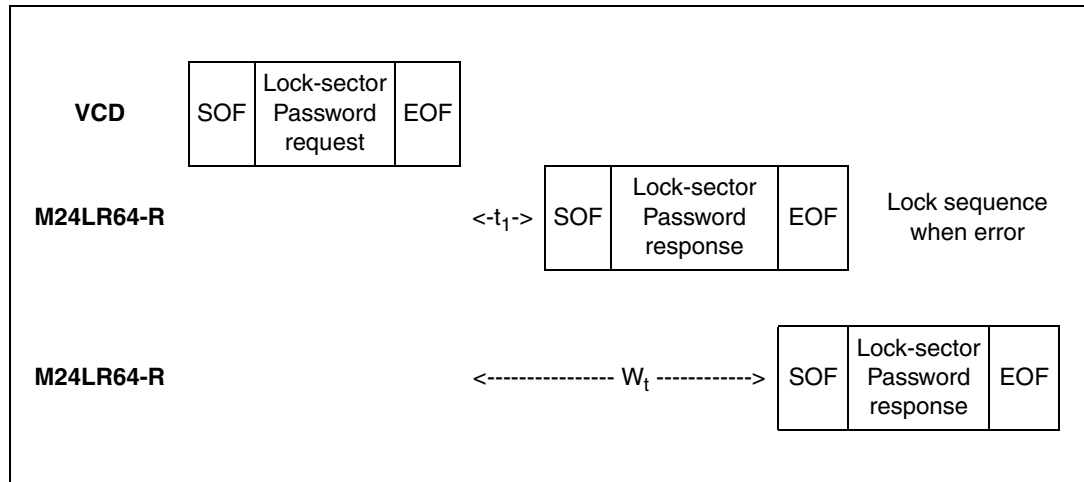 VCD
SOF
Lock-sector
Password
request
EOF
M24LR64-R
<-t1->
SOF
Lock-sector
Password
response
EOF
Lock sequence
when error
M24LR64-R
<---------------- Wt ------------>
SOF
Lock-sector
Password
response
EOF